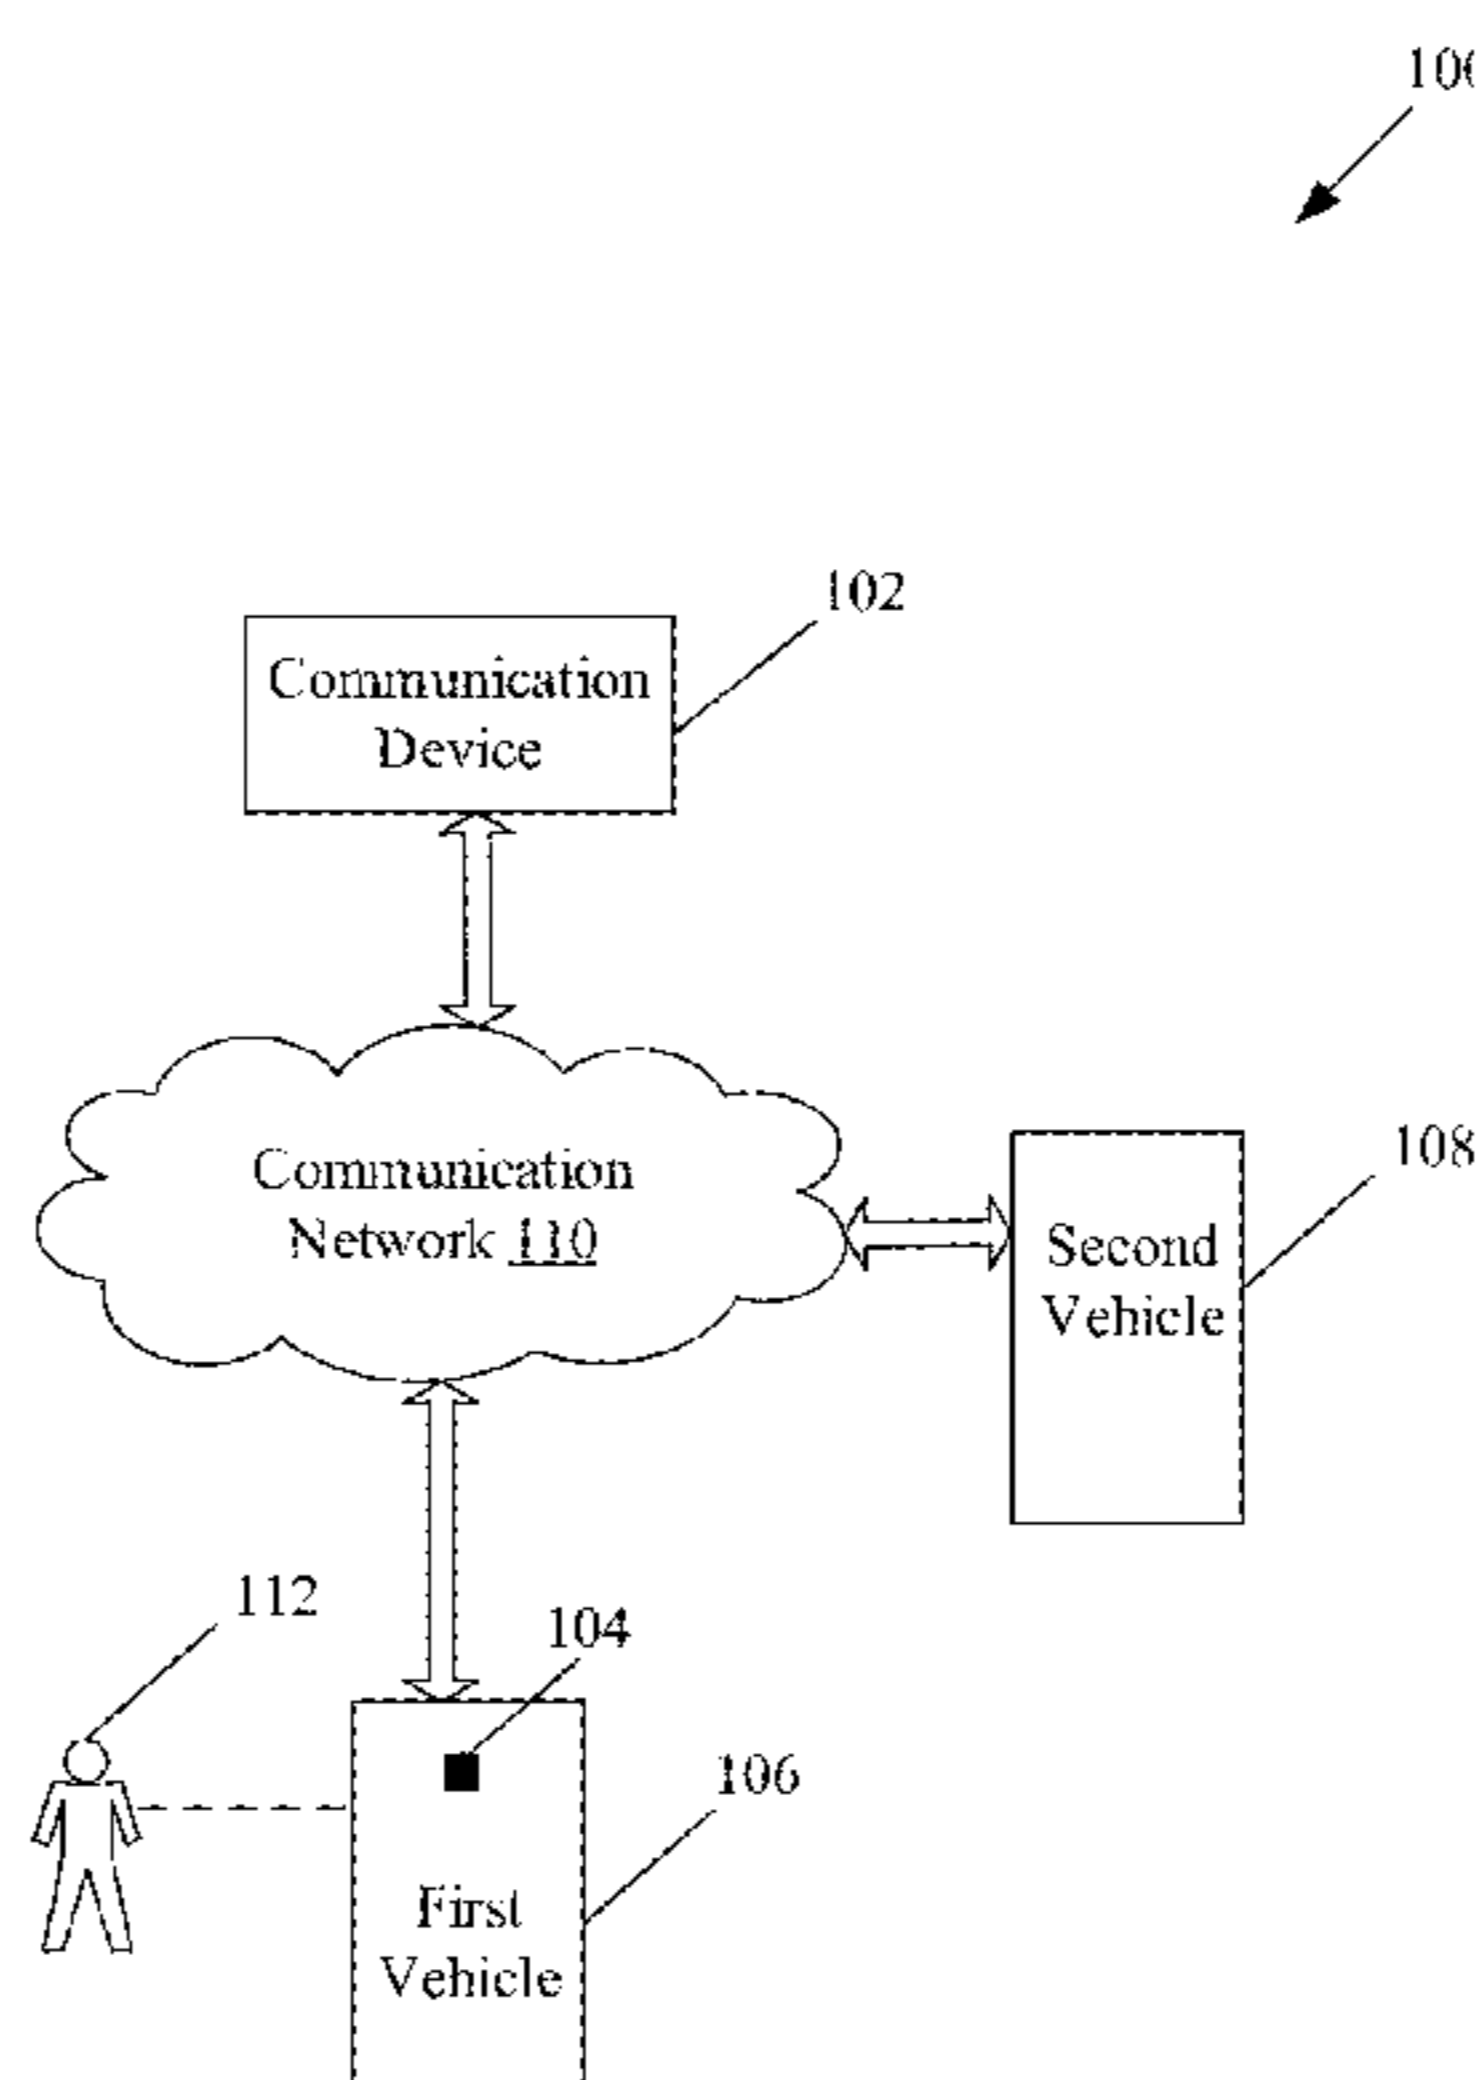 102
Communication
Device
Communication
Network 110
108
Second
Vehicle
112
104
106
First
Vehicle